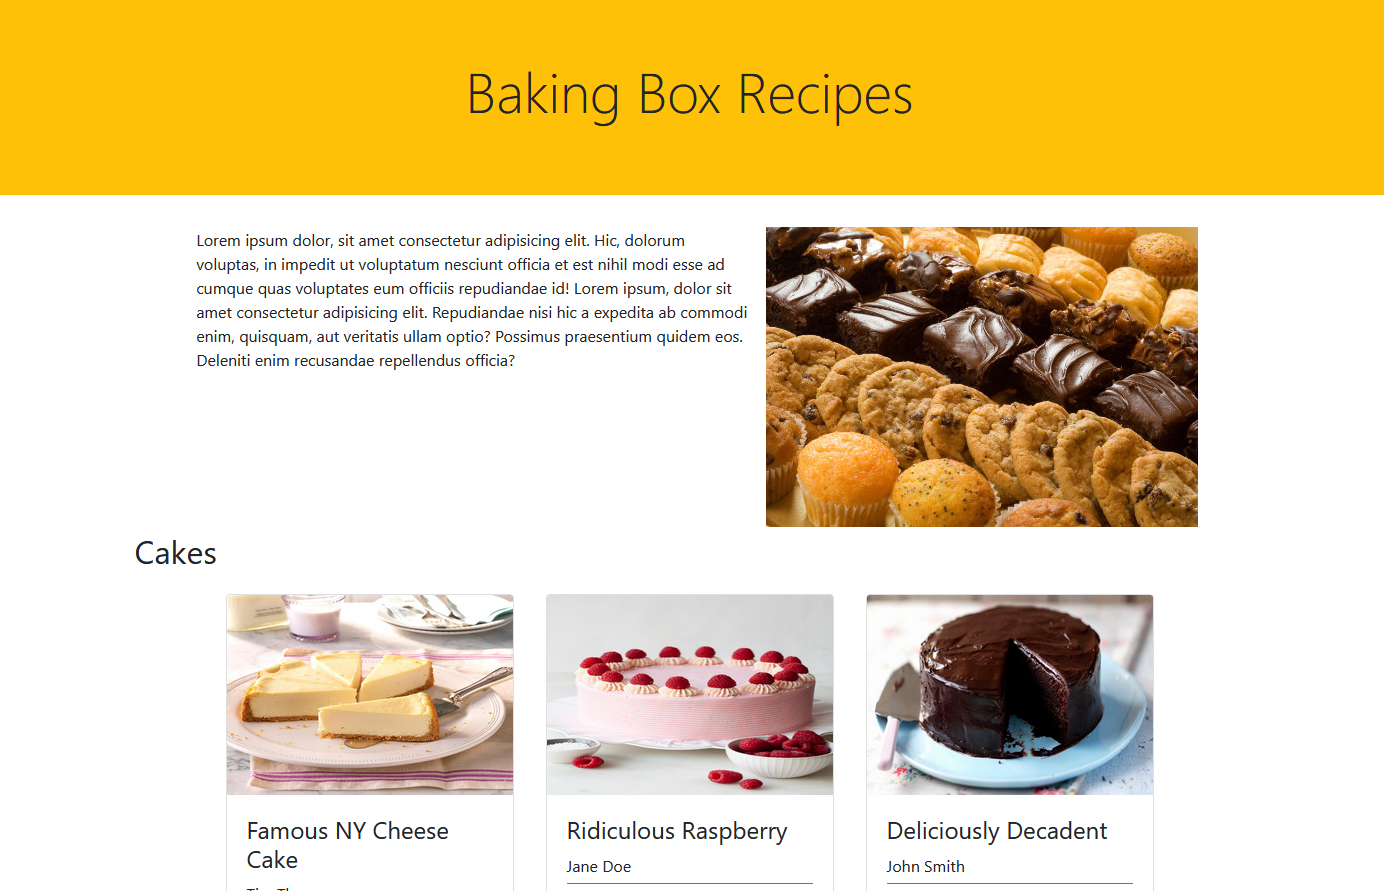 Baking Box Recipes
Lorem ipsum dolor, sit amet consectetur adipisicing elit. Hic, dolorum
voluptas, in impedit ut voluptatum nesciunt officia et est nihil modi esse ad
cumque quas voluptates eum officiis repudiandae id! Lorem ipsum, dolor sit
amet consectetur adipisicing elit. Repudiandae nisi hic a expedita ab commodi
enim, quisquam, aut veritatis ullam optio? Possimus praesentium quidem eos.
Deleniti enim recusandae repellendus officia?
Cakes
Famous NY Cheese
Cake
Ridiculous Raspberry
Jane Doe
Deliciously Decadent
John Smith